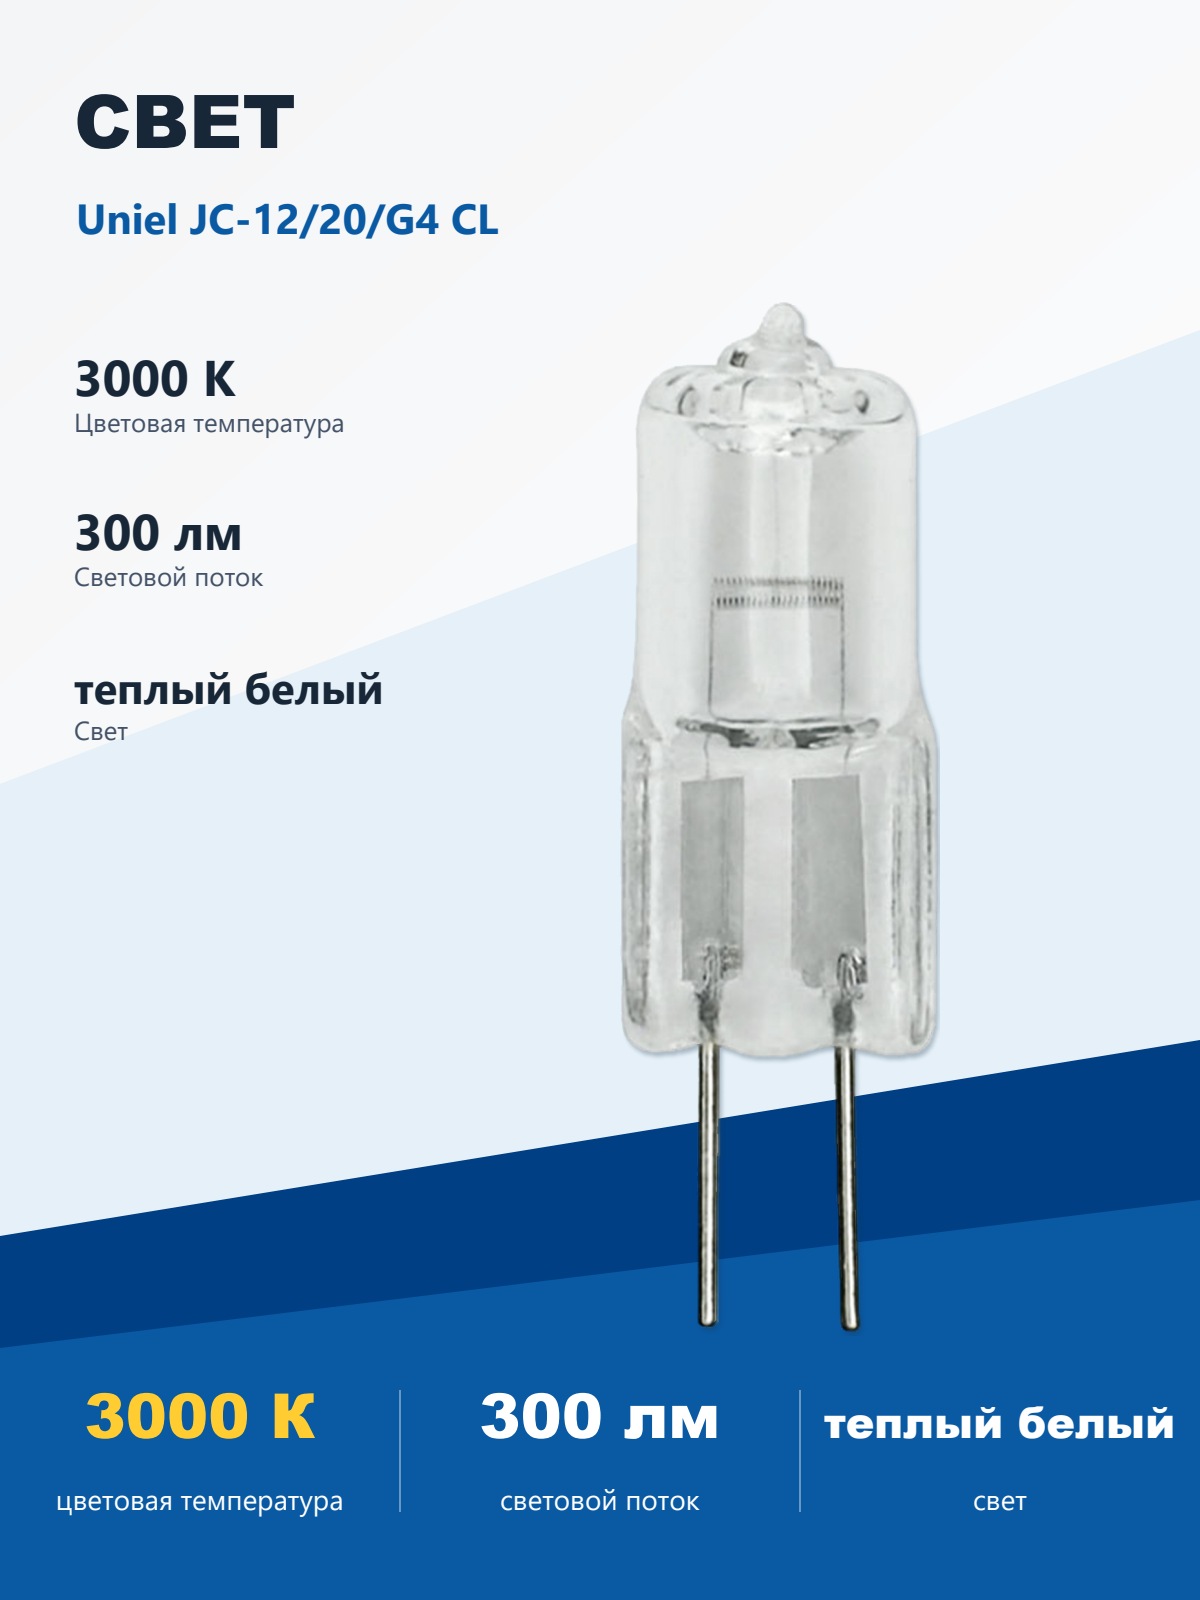 СВЕТ
Uniel JC-12/20/G4 CL
3000 К
Цветовая температура
300 лм
Световой поток
теплый белый
Свет
3000 К
цветовая температура
300 лм
световой поток
теплый белый
свет